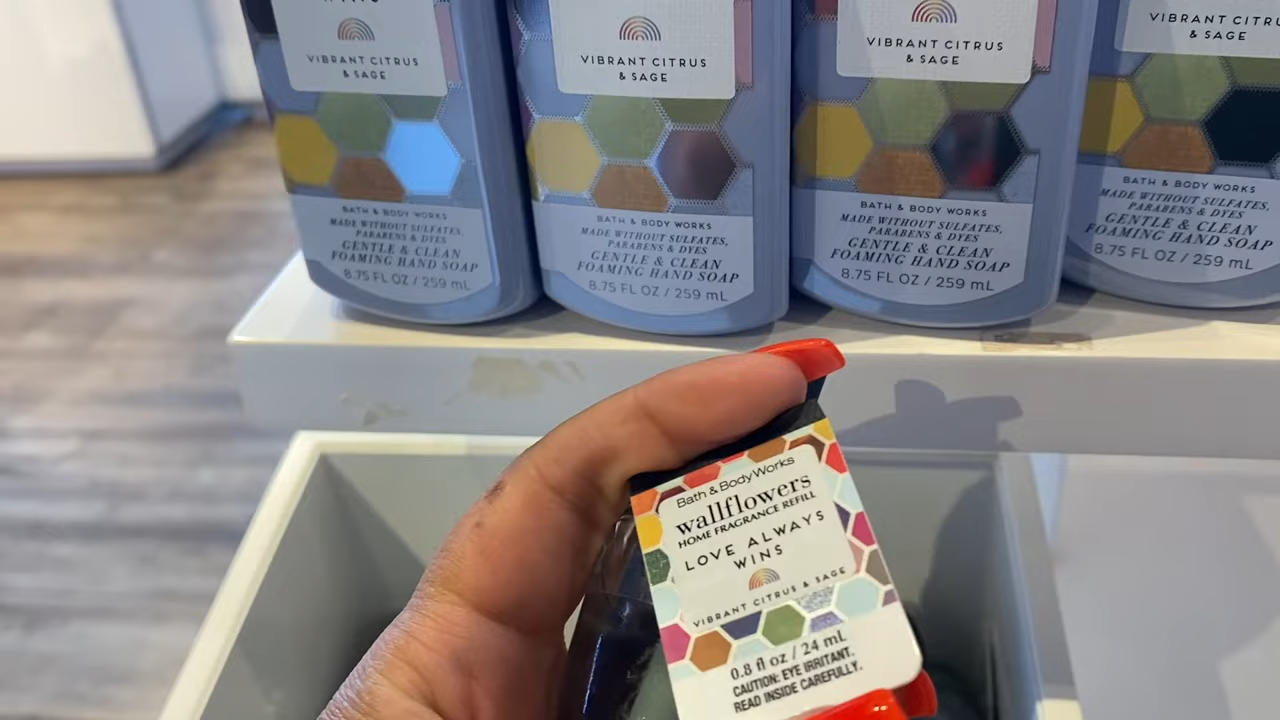 VIBRANT CITRUS
& SAGE
BATH & BODY WORKS
MADE WITHOUT SULFATES,
PARABENS & DYES
GENTLE & CLEAN
FOAMING HAND SOAP
8.75 FL OZ / 259 mL
VIBRANT CITRUS
& SAGE
BATH & BODY WORKS
MADE WITHOUT SULFATES,
PARABENS & DYES
GENTLE & CLEAN
FOAMING HAND SOAP
8.75 FL OZ / 259 mL
VIBRANT CITRUS
& SAGE
BATH & BODY WORKS
MADE WITHOUT SULFATES,
PARABENS & DYES
GENTLE & CLEAN
FOAMING HAND SOAP
8.75 FL OZ / 259 mL
VIBRANT CITRU
& SAGE
BATH & BODY WORKS
MADE WITHOUT SULFATES,
PARABENS & DYES
GENTLE & CLEAN
FOAMING HAND SOAP
8.75 FL OZ / 259 mL
Bath & Body Works
wallflowers
HOME FRAGRANCE REFILL
LOVE ALWAYS
WINS
VIBRANT CITRUS & SAGE
0.8 fl oz / 24 mL
CAUTION: EYE IRRITANT.
READ INSIDE CAREFULLY.